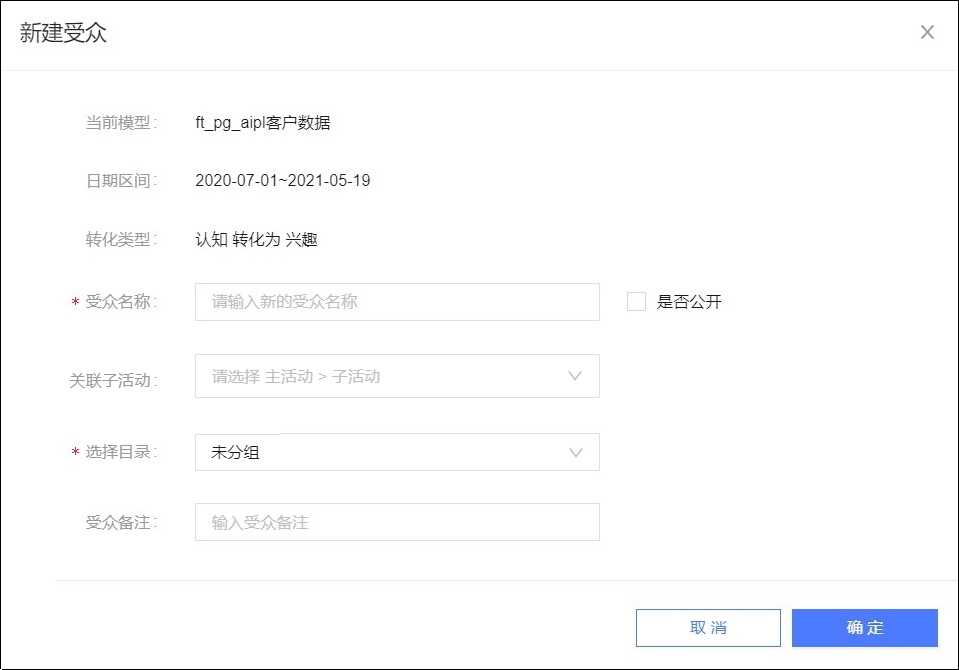 新建受众
当前模型: ft_pg_aipl客户数据
日期区间: 2020-07-01~2021-05-19
转化类型: 认知 转化为 兴趣
* 受众名称: 请输入新的受众名称 是否公开
关联子活动: 请选择 主活动 > 子活动
* 选择目录: 未分组
受众备注: 输入受众备注
取 消 确 定